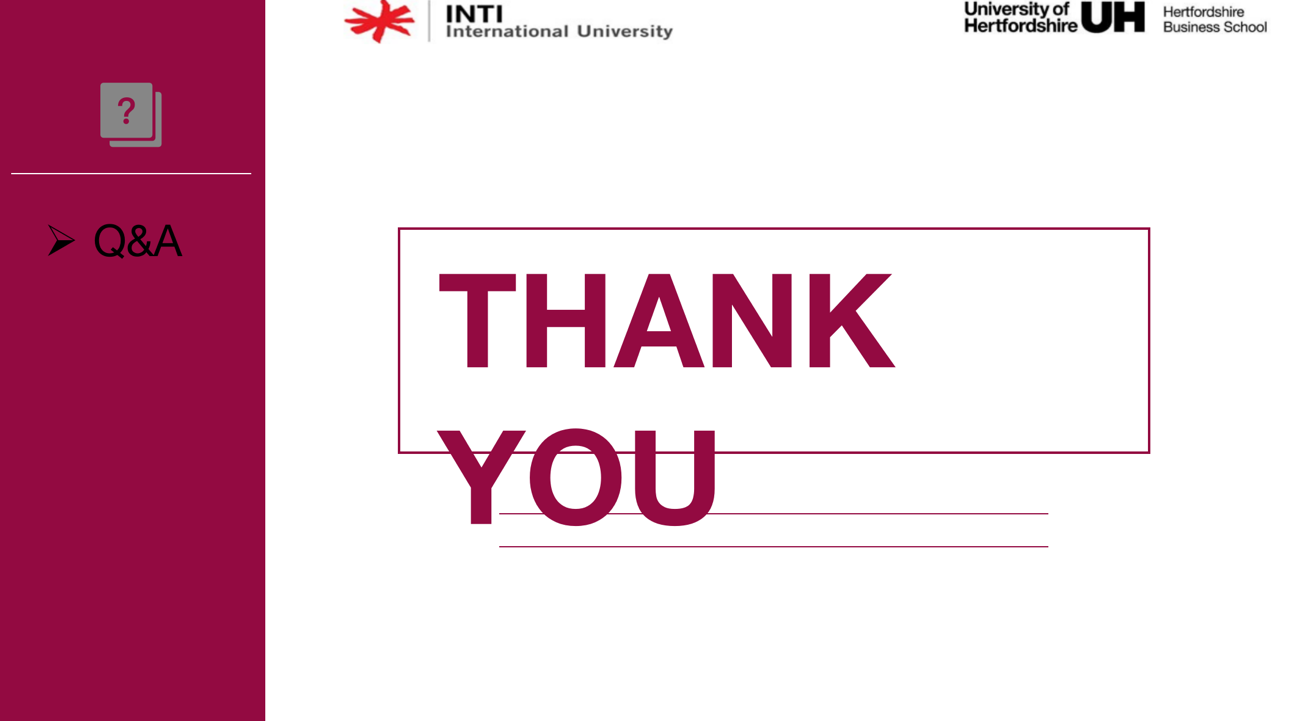 INTI
International University
University of
Hertfordshire UH
Hertfordshire
Business School
?
➢ Q&A
THANK
YOU